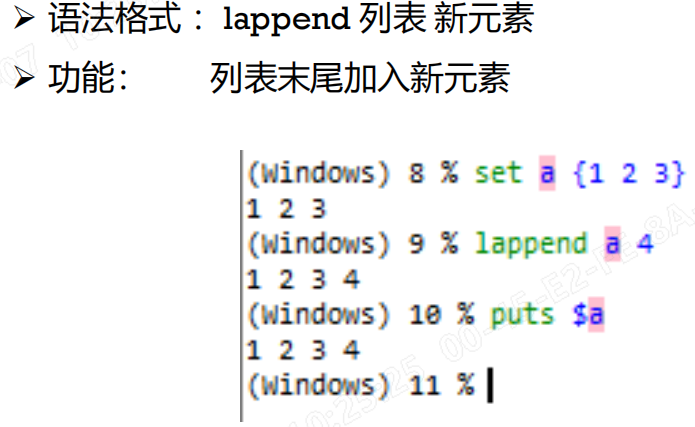 ➢ 语法格式 ：lappend 列表 新元素
➢ 功能： 列表末尾加入新元素
(Windows) 8 % set a {1 2 3}
1 2 3
(Windows) 9 % lappend a 4
1 2 3 4
(Windows) 10 % puts $a
1 2 3 4
(Windows) 11 %